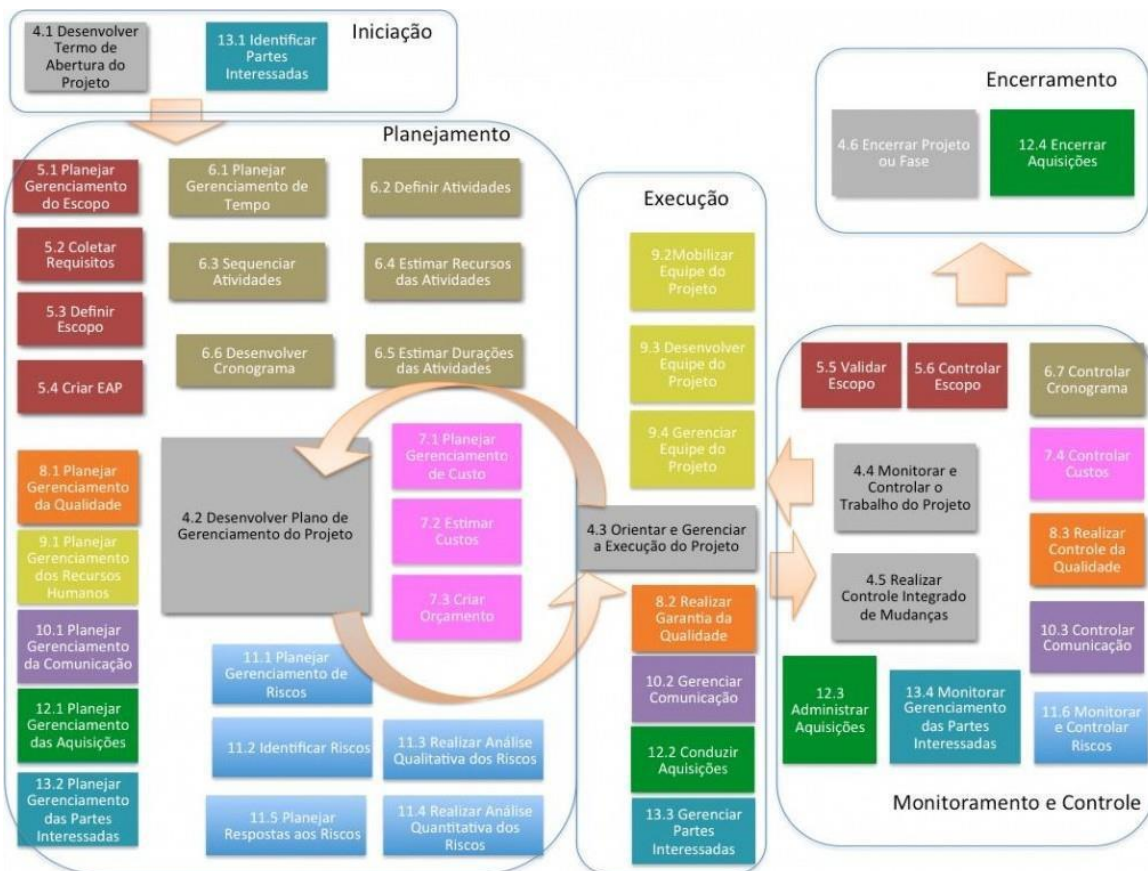 Iniciação
4.1 Desenvolver
Termo de
Abertura do
Projeto
13.1 Identificar
Partes
Interessadas
Planejamento
5.1 Planejar
Gerenciamento
do Escopo
6.1 Planejar
Gerenciamento de
Tempo
6.2 Definir Atividades
5.2 Coletar
Requisitos
6.3 Sequenciar
Atividades
6.4 Estimar Recursos
das Atividades
5.3 Definir
Escopo
6.6 Desenvolver
Cronograma
6.5 Estimar Durações
das Atividades
5.4 Criar EAP
8.1 Planejar
Gerenciamento
da Qualidade
4.2 Desenvolver Plano de
Gerenciamento do Projeto
7.1 Planejar
Gerenciamento
de Custo
7.2 Estimar
Custos
7.3 Criar
Orçamento
9.1 Planejar
Gerenciamento
dos Recursos
Humanos
10.1 Planejar
Gerenciamento
da Comunicação
11.1 Planejar
Gerenciamento de
Riscos
12.1 Planejar
Gerenciamento
das Aquisições
11.2 Identificar Riscos
11.3 Realizar Análise
Qualitativa dos Riscos
13.2 Planejar
Gerenciamento
das Partes
Interessadas
11.5 Planejar
Respostas aos Riscos
11.4 Realizar Análise
Quantitativa dos
Riscos
Execução
9.2Mobilizar
Equipe do
Projeto
9.3 Desenvolver
Equipe do
Projeto
9.4 Gerenciar
Equipe do
Projeto
4.3 Orientar e Gerenciar
a Execução do Projeto
8.2 Realizar
Garantia da
Qualidade
10.2 Gerenciar
Comunicação
12.2 Conduzir
Aquisições
13.3 Gerenciar
Partes
Interessadas
Encerramento
4.6 Encerrar Projeto
ou Fase
12.4 Encerrar
Aquisições
5.5 Validar
Escopo
5.6 Controlar
Escopo
6.7 Controlar
Cronograma
4.4 Monitorar e
Controlar o
Trabalho do Projeto
7.4 Controlar
Custos
4.5 Realizar
Controle Integrado
de Mudanças
8.3 Realizar
Controle da
Qualidade
10.3 Controlar
Comunicação
12.3
Administrar
Aquisições
13.4 Monitorar
Gerenciamento
das Partes
Interessadas
11.6 Monitorar
e Controlar
Riscos
Monitoramento e Controle